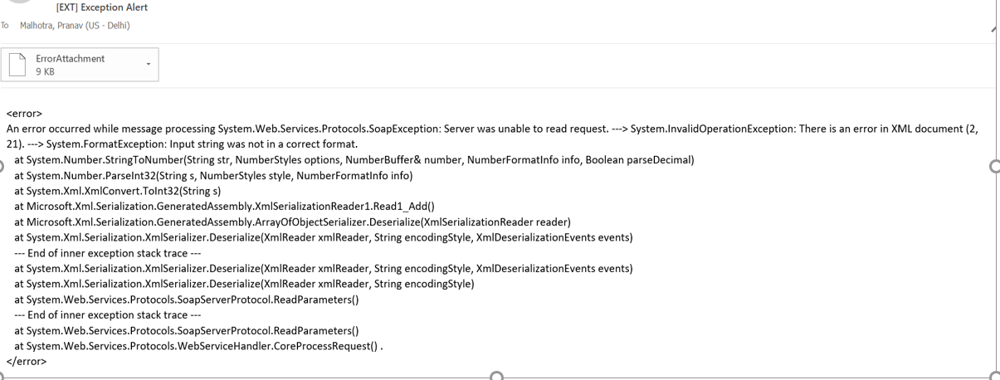 [EXT] Exception Alert
To Malhotra, Pranav (US - Delhi)
ErrorAttachment
9 KB
<error>
An error occurred while message processing System.Web.Services.Protocols.SoapException: Server was unable to read request. ---> System.InvalidOperationException: There is an error in XML document (2,
21). ---> System.FormatException: Input string was not in a correct format.
at System.Number.StringToNumber(String str, NumberStyles options, NumberBuffer& number, NumberFormatInfo info, Boolean parseDecimal)
at System.Number.ParseInt32(String s, NumberStyles style, NumberFormatInfo info)
at System.Xml.XmlConvert.ToInt32(String s)
at Microsoft.Xml.Serialization.GeneratedAssembly.XmlSerializationReader1.Read1_Add()
at Microsoft.Xml.Serialization.GeneratedAssembly.ArrayOfObjectSerializer.Deserialize(XmlSerializationReader reader)
at System.Xml.Serialization.XmlSerializer.Deserialize(XmlReader xmlReader, String encodingStyle, XmlDeserializationEvents events)
--- End of inner exception stack trace ---
at System.Xml.Serialization.XmlSerializer.Deserialize(XmlReader xmlReader, String encodingStyle, XmlDeserializationEvents events)
at System.Xml.Serialization.XmlSerializer.Deserialize(XmlReader xmlReader, String encodingStyle)
at System.Web.Services.Protocols.SoapServerProtocol.ReadParameters()
--- End of inner exception stack trace ---
at System.Web.Services.Protocols.SoapServerProtocol.ReadParameters()
at System.Web.Services.Protocols.WebServiceHandler.CoreProcessRequest() .
</error>